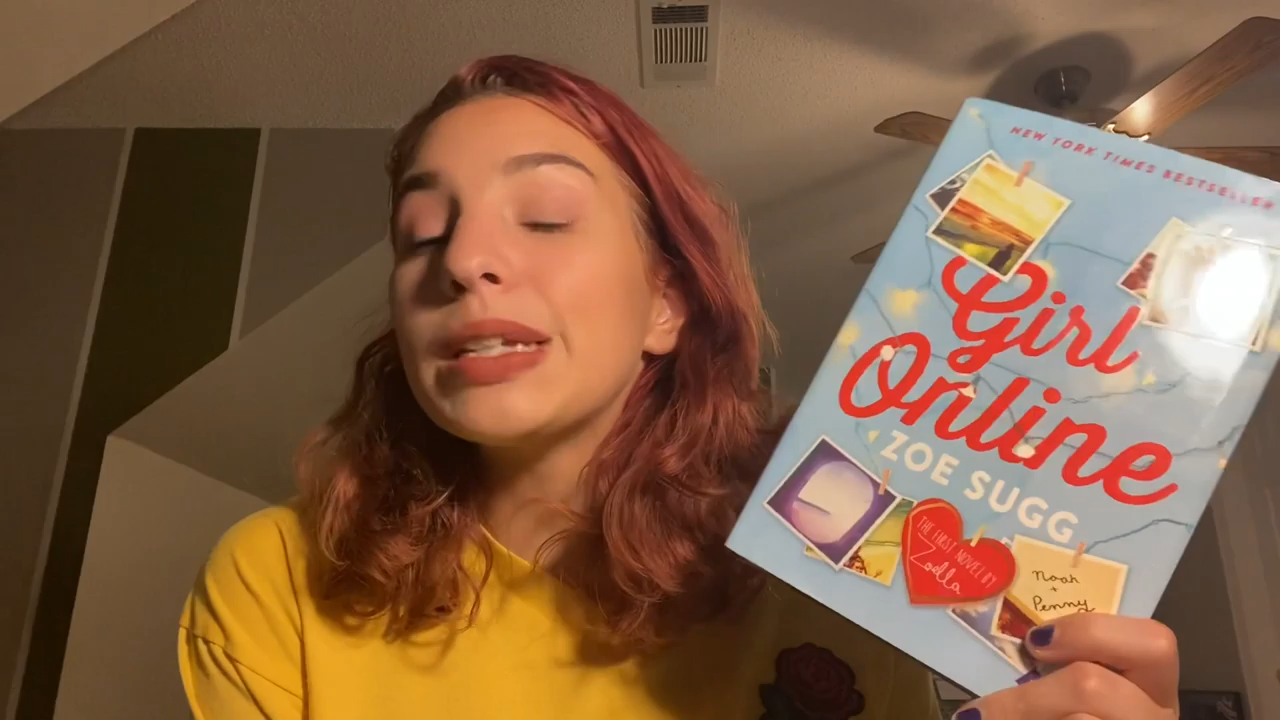 NEW YORK TIMES BESTSELLER
Girl
Online
ZOE SUGG
THE FIRST NOVEL BY
Zoella
Noah
+
Penny